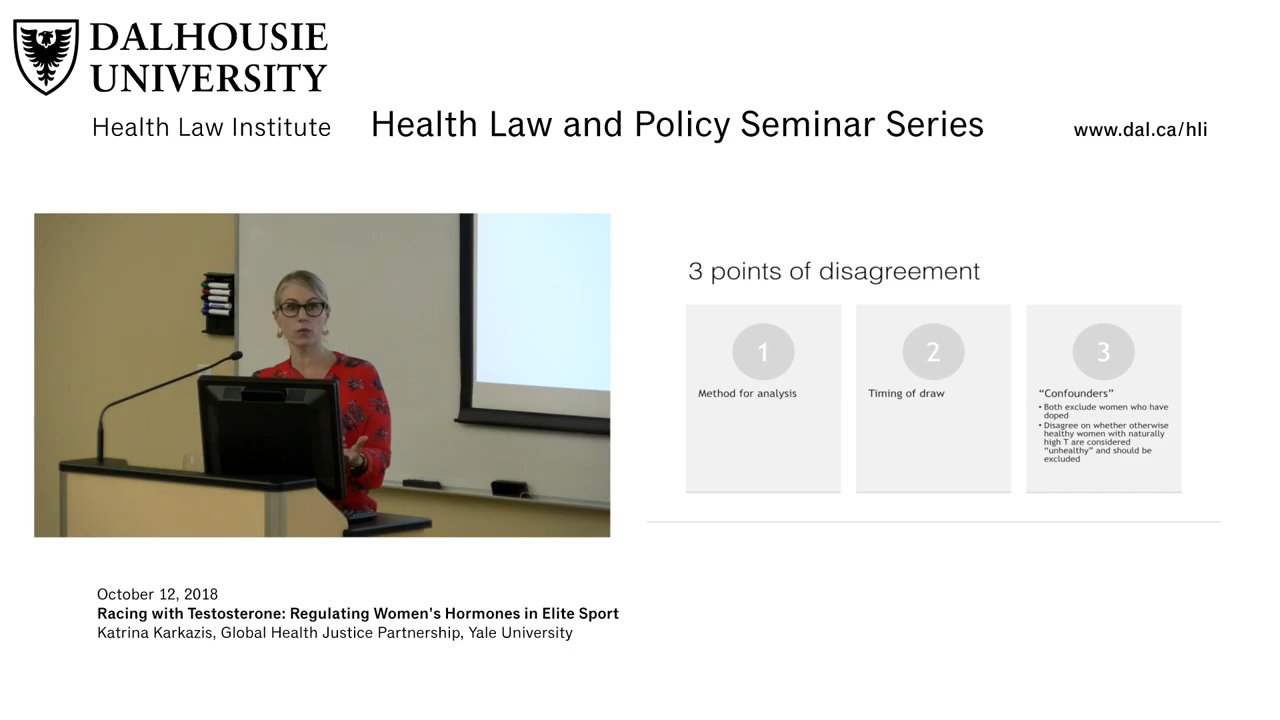 DALHOUSIE
UNIVERSITY
Health Law Institute
Health Law and Policy Seminar Series
www.dal.ca/hli
3 points of disagreement
1
Method for analysis
2
Timing of draw
3
“Confounders”
• Both exclude women who have
doped
• Disagree on whether otherwise
healthy women with naturally
high T are considered
“unhealthy” and should be
excluded
October 12, 2018
Racing with Testosterone: Regulating Women's Hormones in Elite Sport
Katrina Karkazis, Global Health Justice Partnership, Yale University